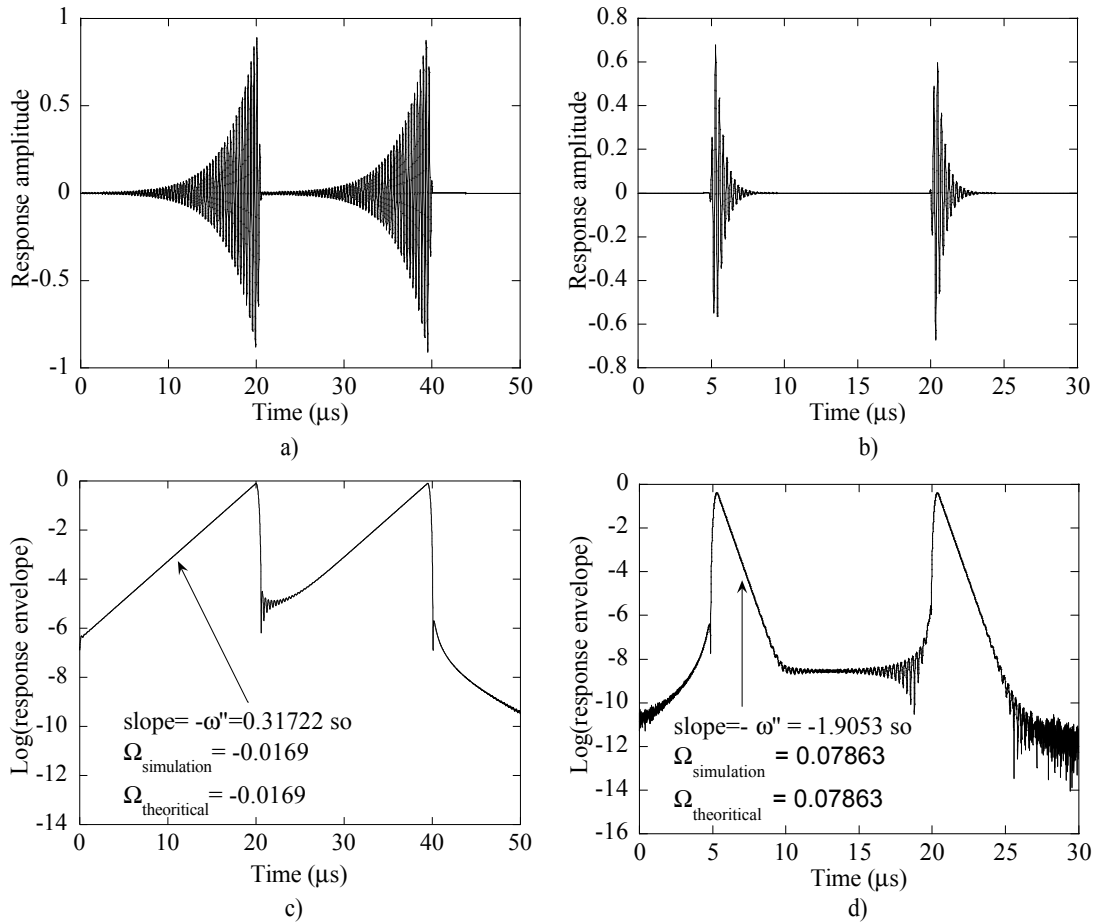 1
0.5
0
-0.5
-1
Response amplitude
0 10 20 30 40 50
Time (μs)
a)
0.8
0.6
0.4
0.2
0
-0.2
-0.4
-0.6
-0.8
Response amplitude
0 5 10 15 20 25 30
Time (μs)
b)
0
-2
-4
-6
-8
-10
-12
-14
Log(response envelope)
slope= -ω"=0.31722 so
Ωsimulation= -0.0169
Ωtheoritical= -0.0169
0 10 20 30 40 50
Time (μs)
c)
0
-2
-4
-6
-8
-10
-12
-14
-16
Log(response envelope)
slope=- ω" = -1.9053 so
Ωsimulation = 0.07863
Ωtheoritical = 0.07863
0 5 10 15 20 25 30
Time (μs)
d)